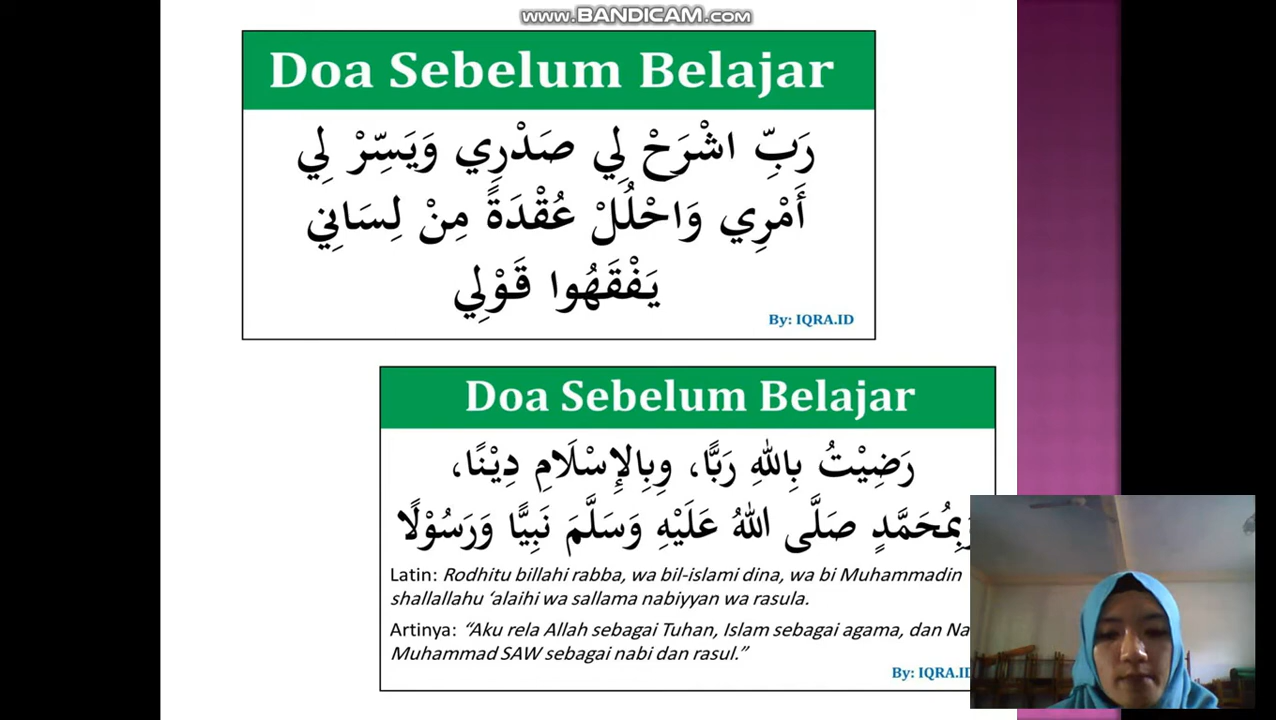 WWW.BANDICAM.COM
Doa Sebelum Belajar
رَبِّ اشْرَحْ لِي صَدْرِي وَيَسِّرْ لِي
أَمْرِي وَاحْلُلْ عُقْدَةً مِنْ لِسَانِي
يَفْقَهُوا قَوْلِي
By: IQRA.ID
Doa Sebelum Belajar
رَضِيْتُ بِاللهِ رَبًّا، وَبِالإِسْلَامِ دِيْنًا،
وَبِمُحَمَّدٍ صَلَّى اللهُ عَلَيْهِ وَسَلَّمَ نَبِيًّا وَرَسُوْلًا
Latin: Rodhitu billahi rabba, wa bil-islami dina, wa bi Muhammadin
shallallahu ‘alaihi wa sallama nabiyyan wa rasula.
Artinya: “Aku rela Allah sebagai Tuhan, Islam sebagai agama, dan
Muhammad SAW sebagai nabi dan rasul.”
By: IQRA.ID